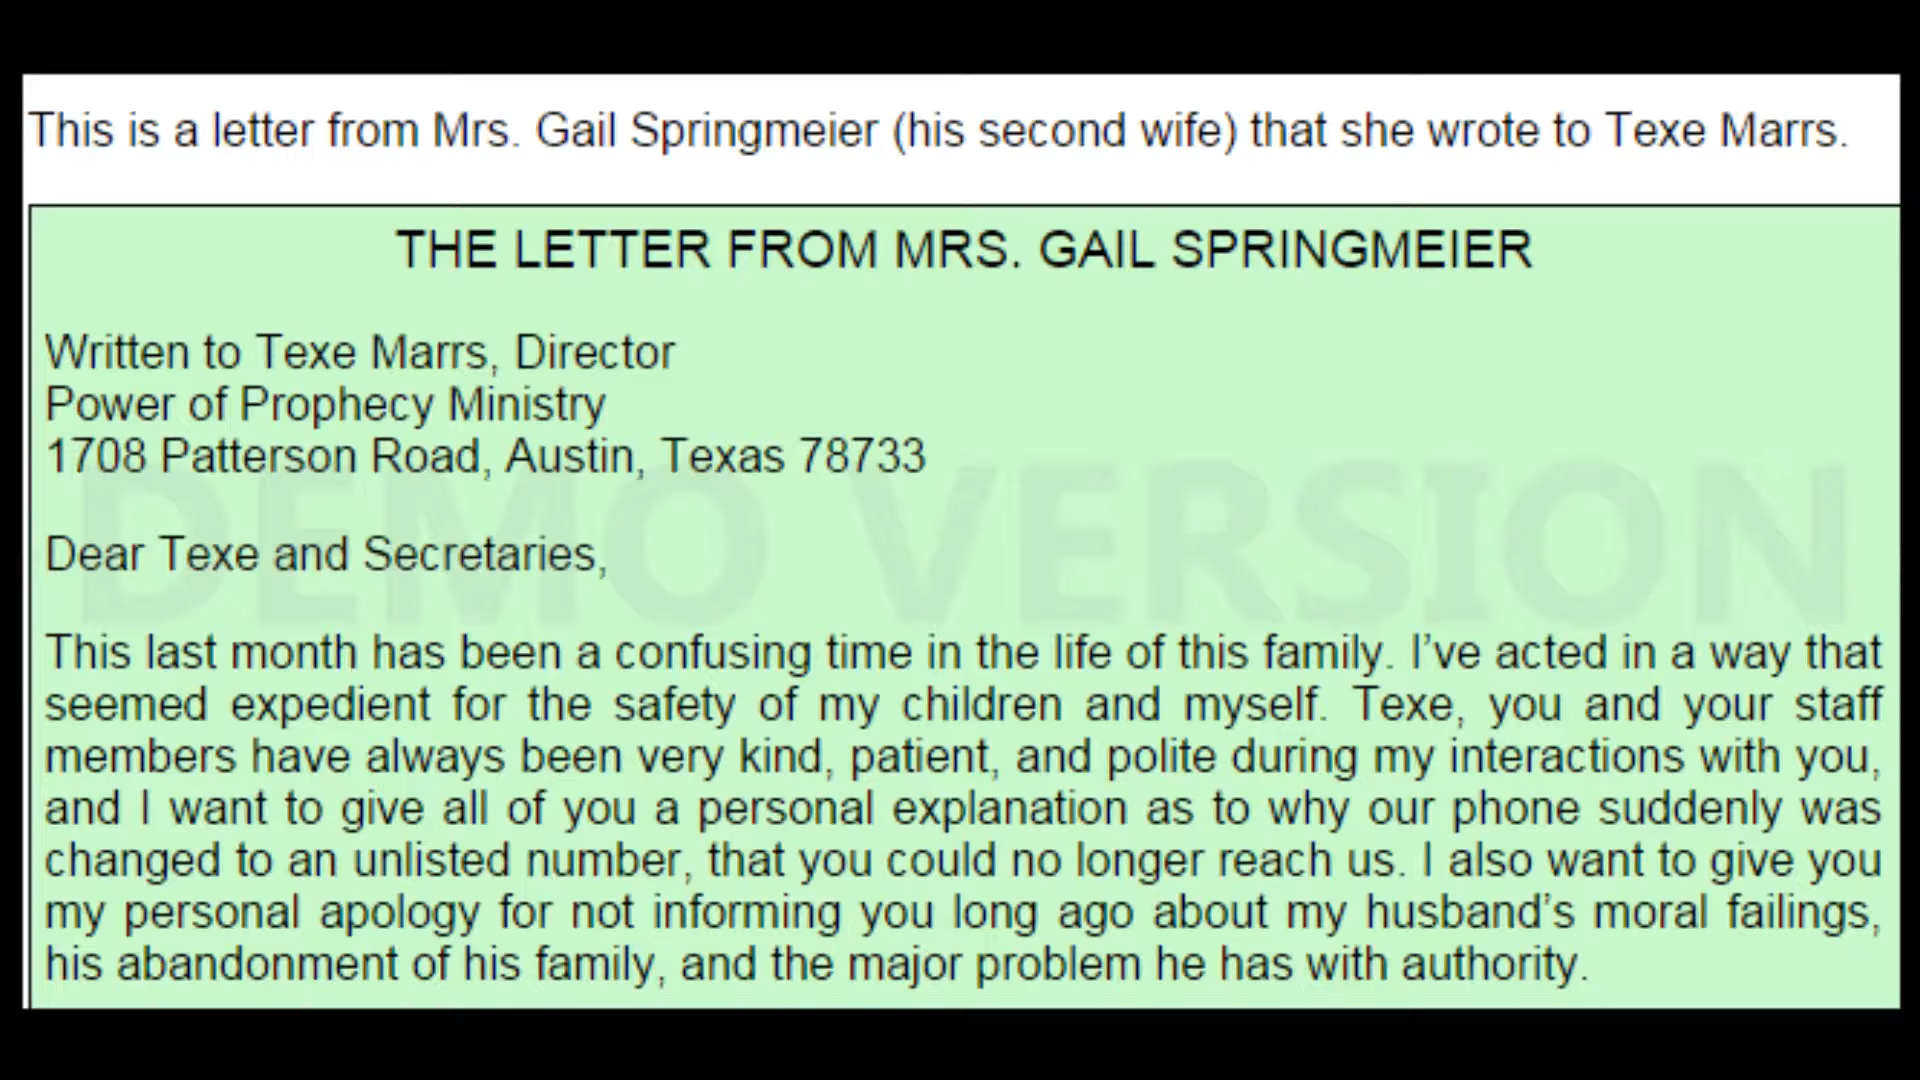 This is a letter from Mrs. Gail Springmeier (his second wife) that she wrote to Texe Marrs.
THE LETTER FROM MRS. GAIL SPRINGMEIER
Written to Texe Marrs, Director
Power of Prophecy Ministry
1708 Patterson Road, Austin, Texas 78733
DEMO VERSION
Dear Texe and Secretaries,
This last month has been a confusing time in the life of this family. I’ve acted in a way that
seemed expedient for the safety of my children and myself. Texe, you and your staff
members have always been very kind, patient, and polite during my interactions with you,
and I want to give all of you a personal explanation as to why our phone suddenly was
changed to an unlisted number, that you could no longer reach us. I also want to give you
my personal apology for not informing you long ago about my husband’s moral failings,
his abandonment of his family, and the major problem he has with authority.